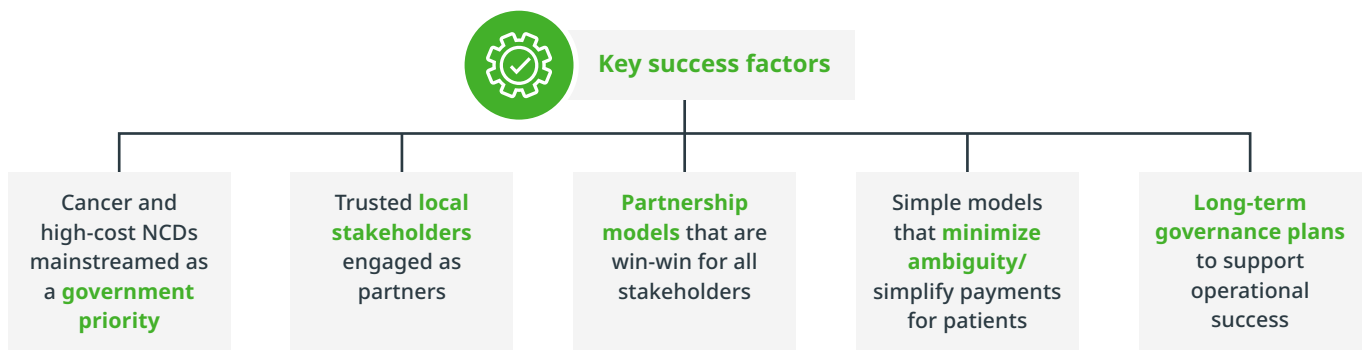 Key success factors
Cancer and
high-cost NCDs
mainstreamed as
a government
priority
Trusted local
stakeholders
engaged as
partners
Partnership
models that are
win-win for all
stakeholders
Simple models
that minimize
ambiguity/
simplify payments
for patients
Long-term
governance plans
to support
operational
success